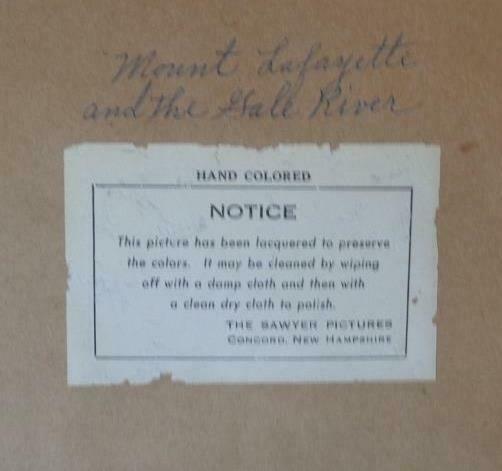 Mount Lafayette
and the Gale River
HAND COLORED
NOTICE
This picture has been lacquered to preserve
the colors. It may be cleaned by wiping
off with a damp cloth and then with
a clean dry cloth to polish.
THE SAWYER PICTURES
CONCORD, NEW HAMPSHIRE